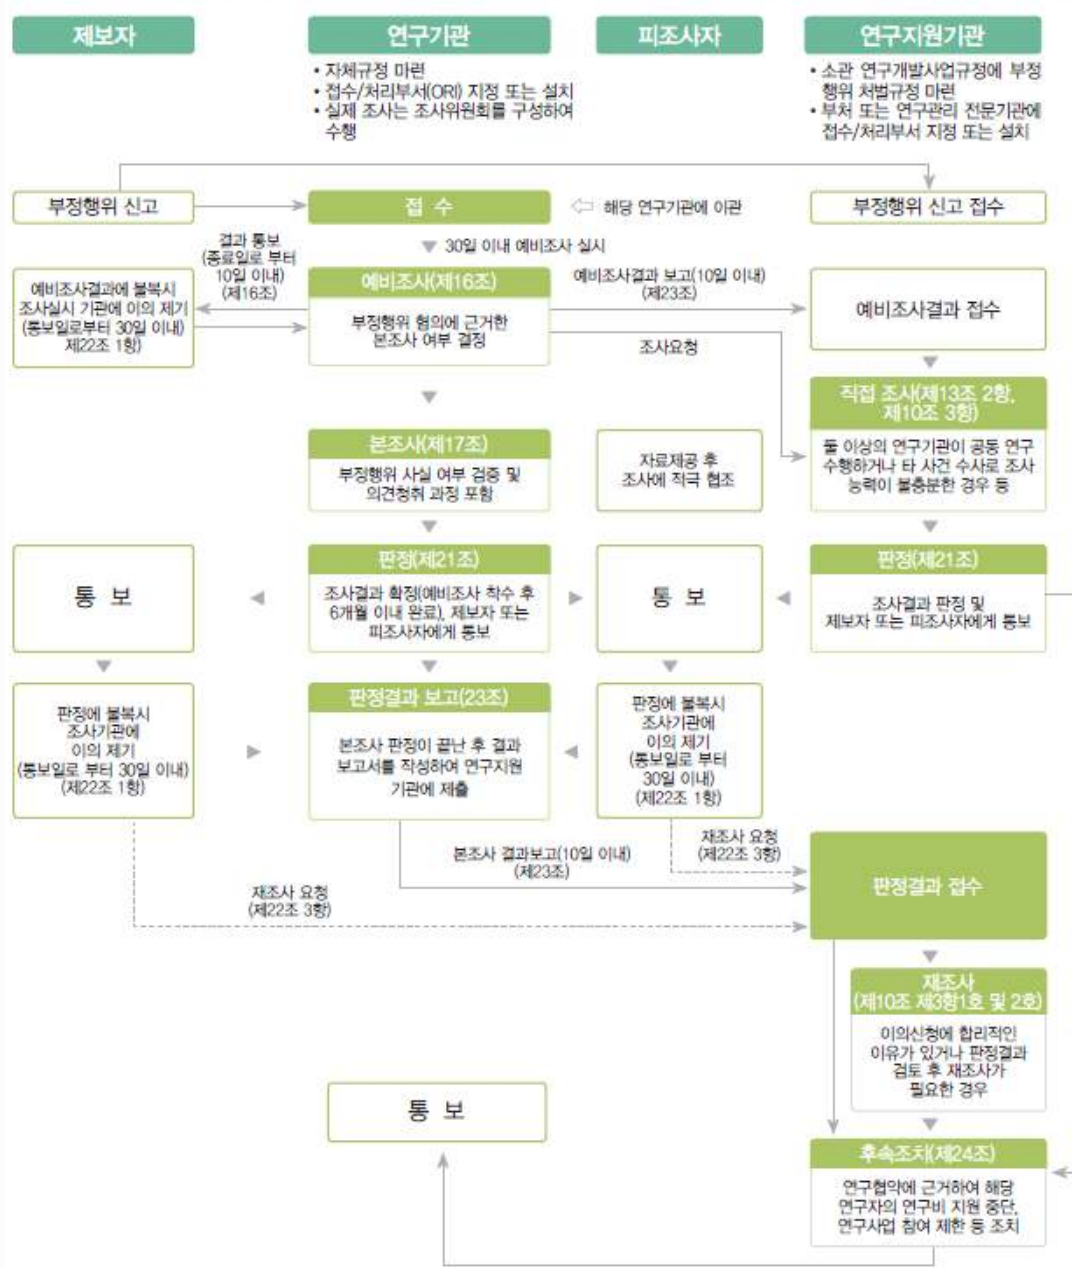 제보자
연구기관
피조사자
연구지원기관
• 자체규정 마련
• 접수/처리부서(ORI) 지정 또는 설치
• 실제 조사는 조사위원회를 구성하여
수행
• 소관 연구개발사업규정에 부정
행위 처벌규정 마련
• 부처 또는 연구관리 전문기관에
접수/처리부서 지정 또는 설치
부정행위 신고
접 수
해당 연구기관에 이관
부정행위 신고 접수
30일 이내 예비조사 실시
결과 통보
(종료일로 부터
10일 이내)
(제16조)
예비조사결과에 불복시
조사실시 기관에 이의 제기
(통보일로부터 30일 이내)
제22조 1항)
예비조사(제16조)
부정행위 혐의에 근거한
본조사 여부 결정
예비조사결과 보고(10일 이내)
(제23조)
조사요청
예비조사결과 접수
직접 조사(제13조 2항,
제10조 3항)
둘 이상의 연구기관이 공동 연구
수행하거나 타 사건 수사로 조사
능력이 불충분한 경우 등
본조사(제17조)
부정행위 사실 여부 검증 및
의견청취 과정 포함
자료제공 후
조사에 적극 협조
통 보
판정(제21조)
조사결과 확정(예비조사 착수 후
6개월 이내 완료), 제보자 또는
피조사자에게 통보
통 보
판정(제21조)
조사결과 판정 및
제보자 또는 피조사자에게 통보
판정에 불복시
조사기관에
이의 제기
(통보일로 부터 30일 이내)
(제22조 1항)
판정결과 보고(23조)
본조사 판정이 끝난 후 결과
보고서를 작성하여 연구지원
기관에 제출
판정에 불복시
조사기관에
이의 제기
(통보일로 부터
30일 이내)
(제22조 1항)
본조사 결과보고(10일 이내)
(제23조)
재조사 요청
(제22조 3항)
재조사 요청
(제22조 3항)
판정결과 접수
재조사
(제10조 제3항1호 및 2호)
이의신청에 합리적인
이유가 있거나 판정결과
검토 후 재조사가
필요한 경우
통 보
후속조치(제24조)
연구협약에 근거하여 해당
연구자의 연구비 지원 중단,
연구사업 참여 제한 등 조치